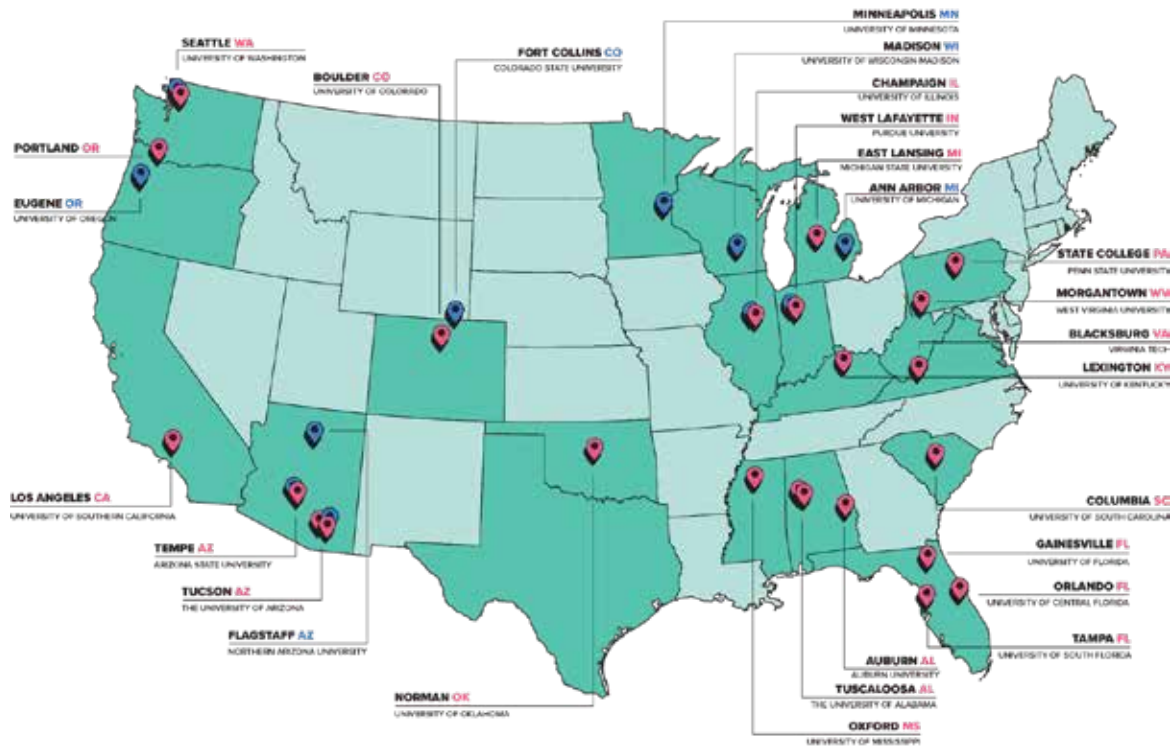 MINNEAPOLIS MN
UNIVERSITY OF MINNESOTA
SEATTLE WA
UNIVERSITY OF WASHINGTON
FORT COLLINS CO
COLORADO STATE UNIVERSITY
MADISON WI
UNIVERSITY OF WISCONSIN MADISON
BOULDER CO
UNIVERSITY OF COLORADO
CHAMPAIGN IL
UNIVERSITY OF ILLINOIS
WEST LAFAYETTE IN
PURDUE UNIVERSITY
PORTLAND OR
EAST LANSING MI
MICHIGAN STATE UNIVERSITY
EUGENE OR
UNIVERSITY OF OREGON
ANN ARBOR MI
UNIVERSITY OF MICHIGAN
STATE COLLEGE PA
PENN STATE UNIVERSITY
MORGANTOWN WV
WEST VIRGINIA UNIVERSITY
BLACKSBURG VA
VIRGINIA TECH
LEXINGTON KY
UNIVERSITY OF KENTUCKY
LOS ANGELES CA
UNIVERSITY OF SOUTHERN CALIFORNIA
COLUMBIA SC
UNIVERSITY OF SOUTH CAROLINA
TEMPE AZ
ARIZONA STATE UNIVERSITY
GAINESVILLE FL
UNIVERSITY OF FLORIDA
TUCSON AZ
THE UNIVERSITY OF ARIZONA
ORLANDO FL
UNIVERSITY OF CENTRAL FLORIDA
FLAGSTAFF AZ
NORTHERN ARIZONA UNIVERSITY
TAMPA FL
UNIVERSITY OF SOUTH FLORIDA
AUBURN AL
AUBURN UNIVERSITY
NORMAN OK
UNIVERSITY OF OKLAHOMA
TUSCALOOSA AL
THE UNIVERSITY OF ALABAMA
OXFORD MS
UNIVERSITY OF MISSISSIPPI